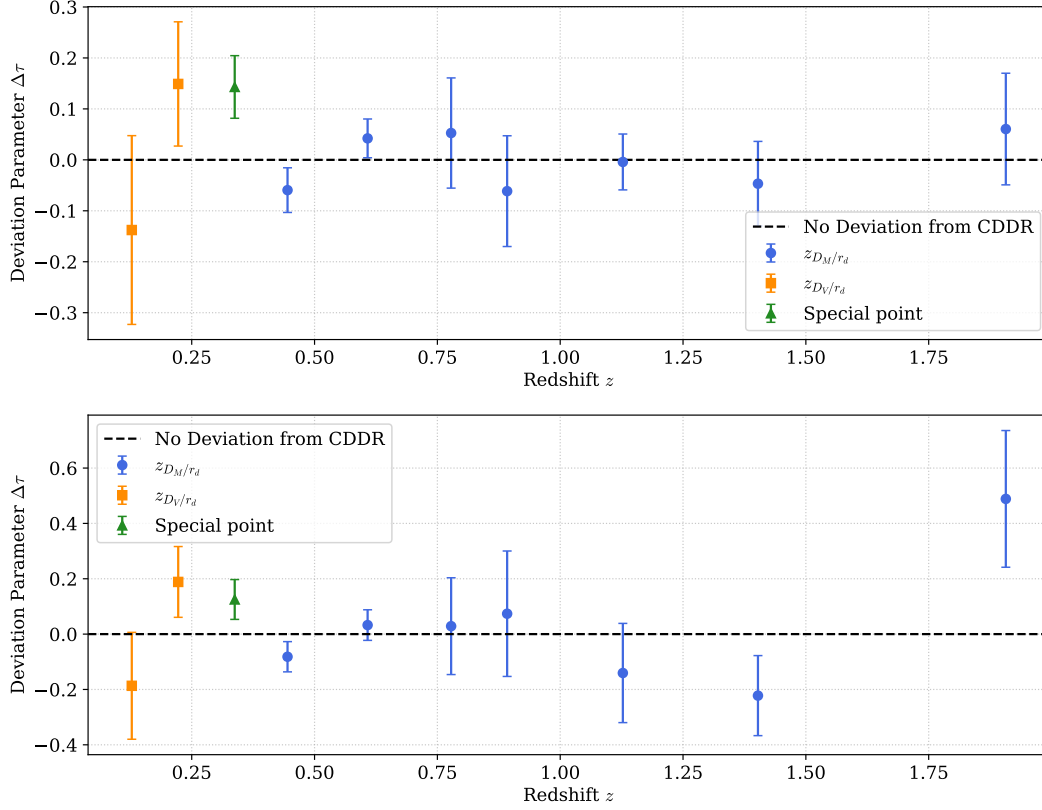 0.3
0.2
0.1
0.0
−0.1
−0.2
−0.3
Deviation Parameter Δτ
No Deviation from CDDR
z_{D_M/r_d}
z_{D_V/r_d}
Special point
0.25 0.50 0.75 1.00 1.25 1.50 1.75
Redshift z
0.6
0.4
0.2
0.0
−0.2
−0.4
Deviation Parameter Δτ
No Deviation from CDDR
z_{D_M/r_d}
z_{D_V/r_d}
Special point
0.25 0.50 0.75 1.00 1.25 1.50 1.75
Redshift z